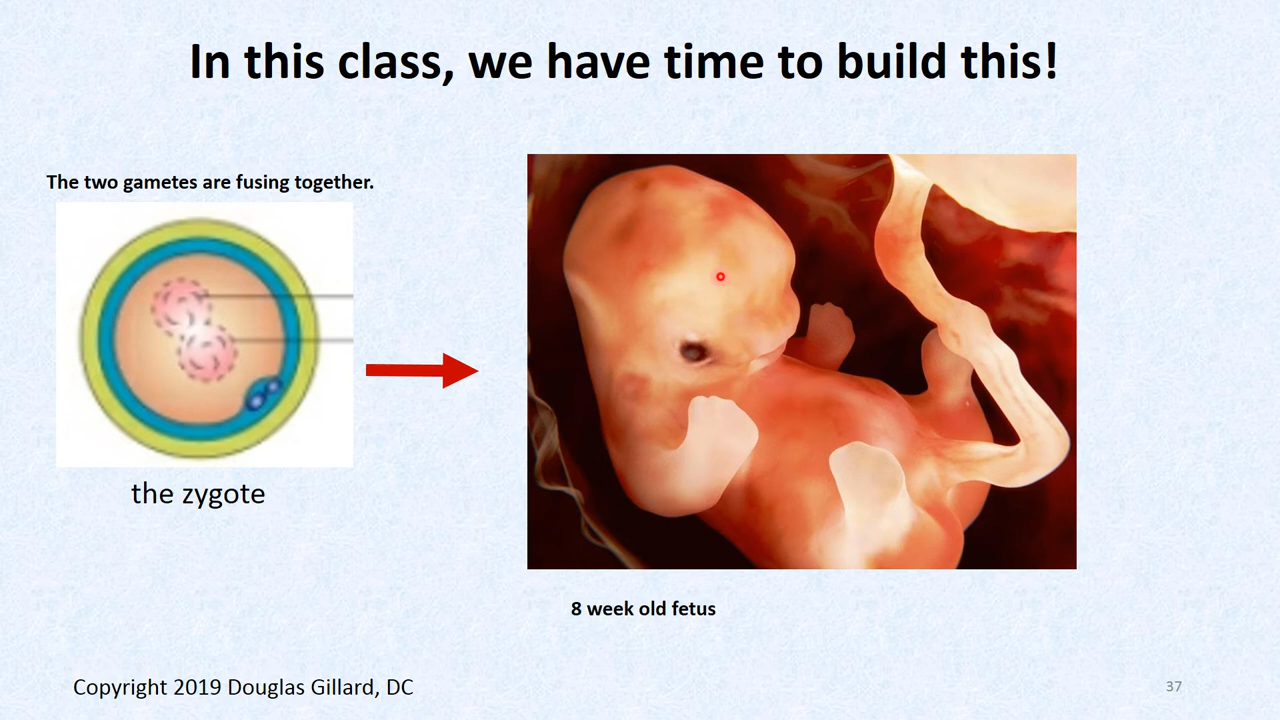 In this class, we have time to build this!
The two gametes are fusing together.
the zygote
8 week old fetus
Copyright 2019 Douglas Gillard, DC
37